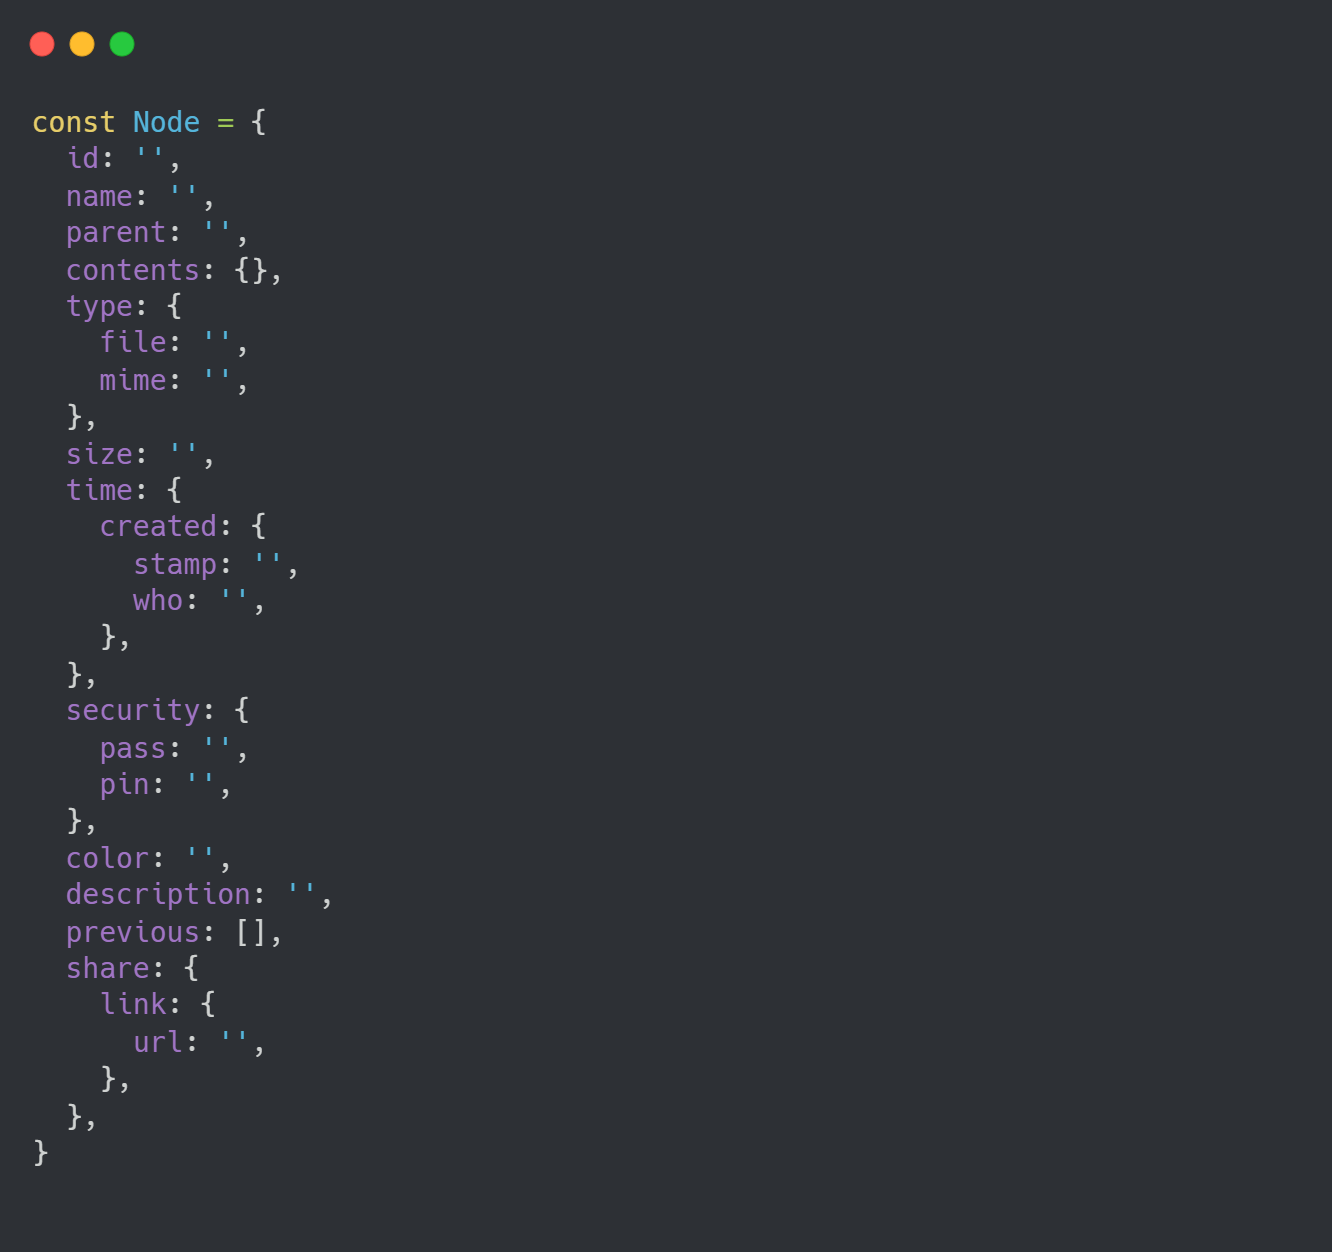 const Node = {
  id: '',
  name: '',
  parent: '',
  contents: {},
  type: {
    file: '',
    mime: '',
  },
  size: '',
  time: {
    created: {
      stamp: '',
      who: '',
    },
  },
  security: {
    pass: '',
    pin: '',
  },
  color: '',
  description: '',
  previous: [],
  share: {
    link: {
      url: '',
    },
  },
}